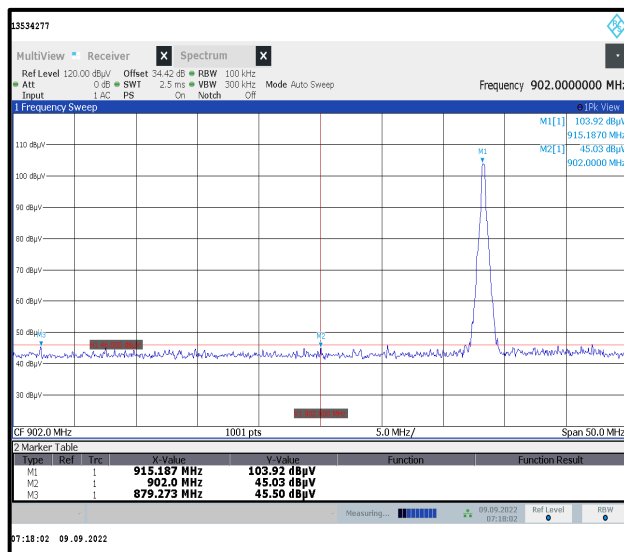 13534277
MultiView Receiver X Spectrum X
Ref Level 120.00 dBµV Offset 34.42 dB RBW 100 kHz
Att 0 dB SWT 2.5 ms VBW 300 kHz Mode Auto Sweep Frequency 902.0000000 MHz
Input 1 AC PS On Notch Off
1 Frequency Sweep 1Pk View
M1[1] 103.92 dBµV
915.1870 MHz
M2[1] 45.03 dBµV
902.0000 MHz
M1
110 dBµV
100 dBµV
90 dBµV
80 dBµV
70 dBµV
60 dBµV
50 dBµV
M3
M2
40 dBµV
30 dBµV
CF 902.0 MHz 1001 pts 5.0 MHz/ Span 50.0 MHz
2 Marker Table
Type Ref Trc X-Value Y-Value Function Function Result
M1 1 915.187 MHz 103.92 dBµV
M2 1 902.0 MHz 45.03 dBµV
M3 1 879.273 MHz 45.50 dBµV
Measuring... 09.09.2022 Ref Level RBW
07:18:02
07:18:02 09.09.2022